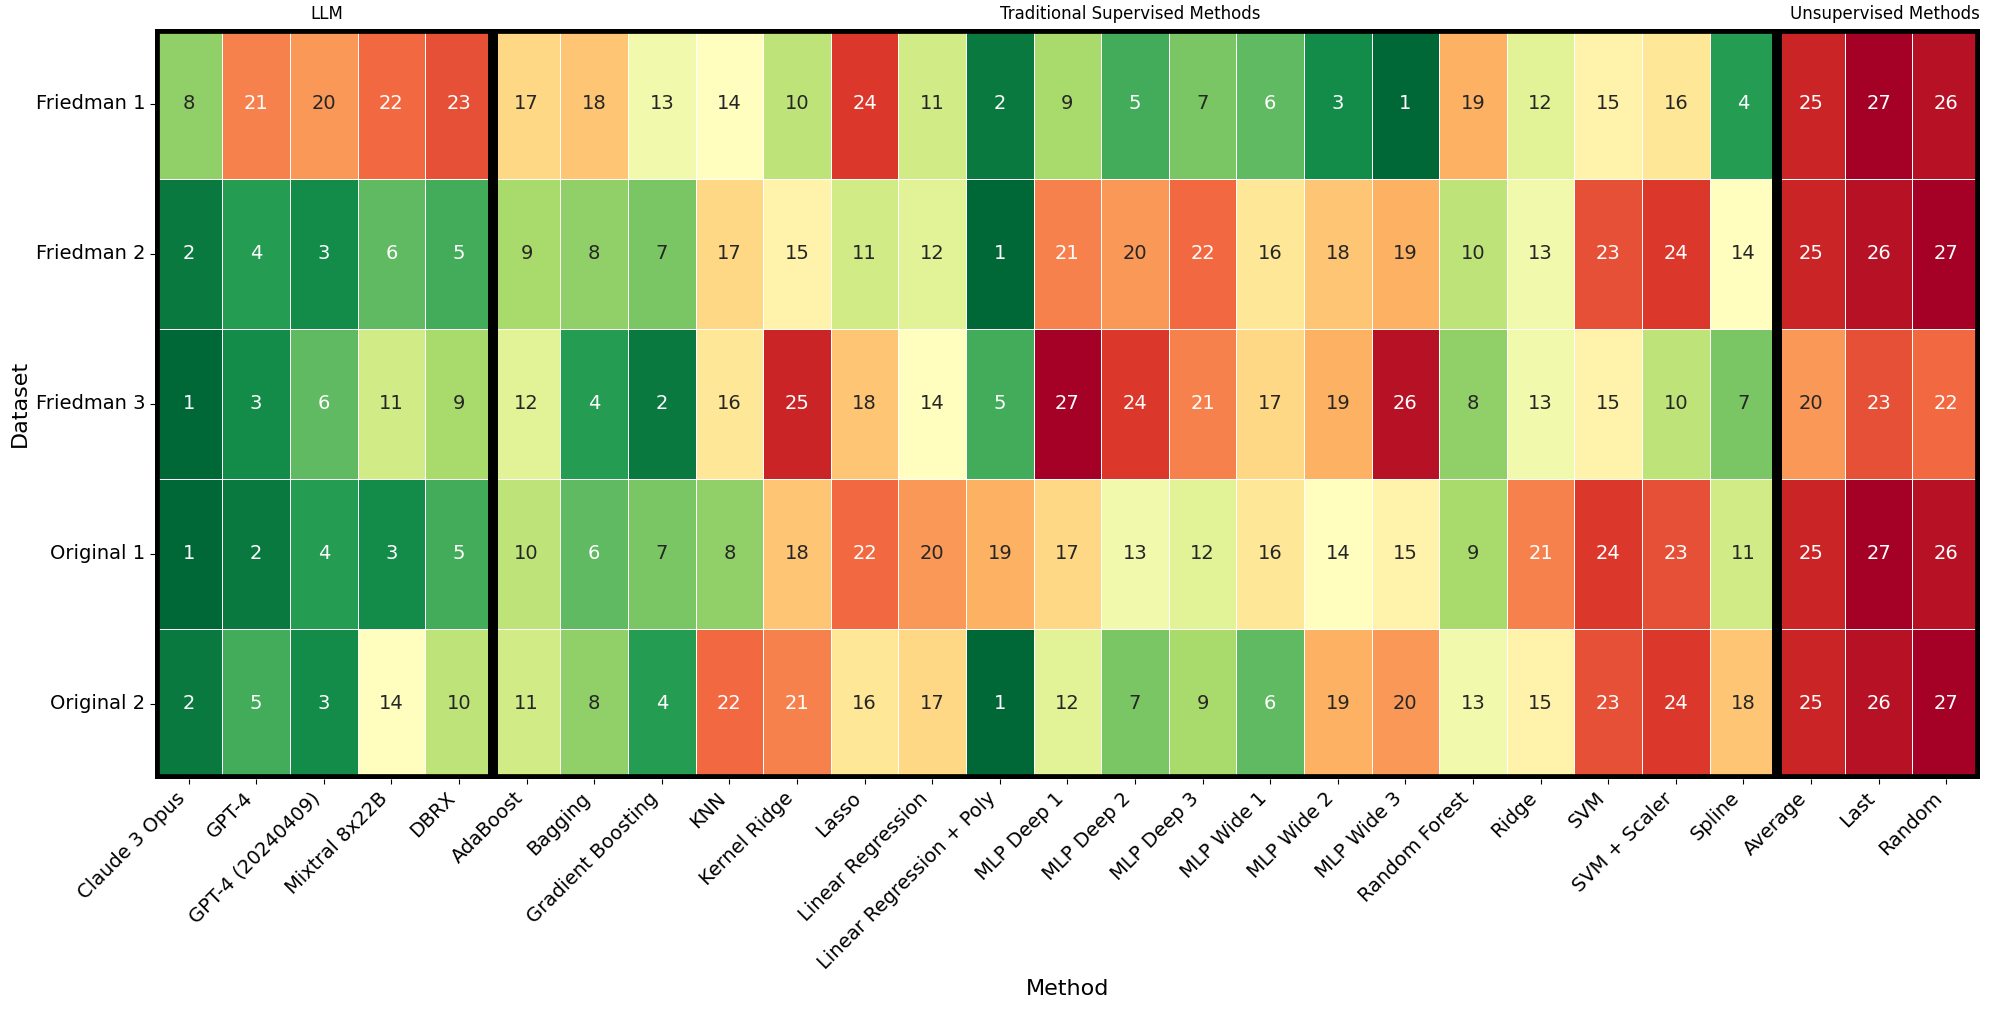 LLM Traditional Supervised Methods Unsupervised Methods
Friedman 1 8 21 20 22 23 17 18 13 14 10 24 11 2 9 5 7 6 3 1 19 12 15 16 4 25 27 26
Friedman 2 2 4 3 6 5 9 8 7 17 15 11 12 1 21 20 22 16 18 19 10 13 23 24 14 25 26 27
Friedman 3 1 3 6 11 9 12 4 2 16 25 18 14 5 27 24 21 17 19 26 8 13 15 10 7 20 23 22
Original 1 1 2 4 3 5 10 6 7 8 18 22 20 19 17 13 12 16 14 15 9 21 24 23 11 25 27 26
Original 2 2 5 3 14 10 11 8 4 22 21 16 17 1 12 7 9 6 19 20 13 15 23 24 18 25 26 27
Dataset
Claude 3 Opus
GPT-4
GPT-4 (20240409)
Mixtral 8x22B
DBRX
AdaBoost
Bagging
Gradient Boosting
KNN
Kernel Ridge
Lasso
Linear Regression
Linear Regression + Poly
MLP Deep 1
MLP Deep 2
MLP Deep 3
MLP Wide 1
MLP Wide 2
MLP Wide 3
Random Forest
Ridge
SVM
SVM + Scaler
Spline
Average
Last
Random
Method